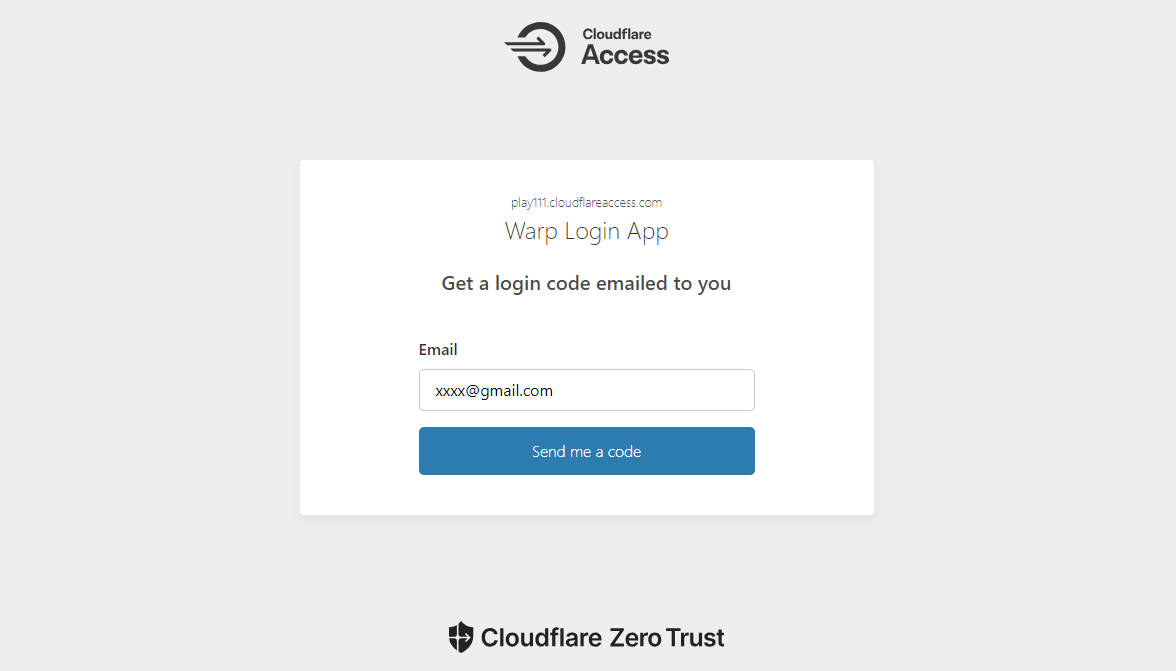 Cloudflare
Access
play111.cloudflareaccess.com
Warp Login App
Get a login code emailed to you
Email
xxxx@gmail.com
Send me a code
Cloudflare Zero Trust